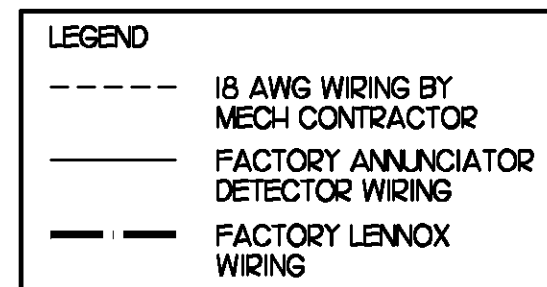 LEGEND
18 AWG WIRING BY
MECH CONTRACTOR
FACTORY ANNUNCIATOR
DETECTOR WIRING
FACTORY LENNOX
WIRING